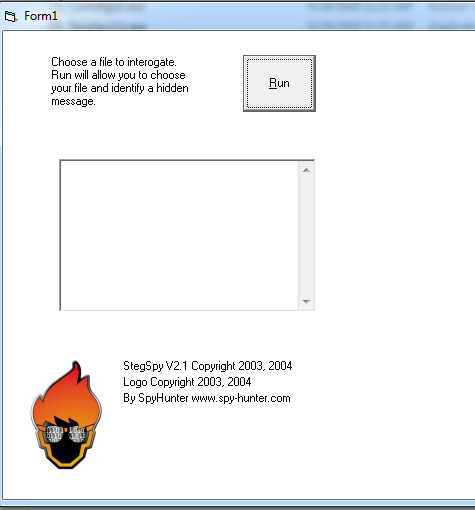 Form1
Choose a file to interogate.
Run will allow you to choose
your file and identify a hidden
message.
Run
StegSpy V2.1 Copyright 2003, 2004
Logo Copyright 2003, 2004
By SpyHunter www.spy-hunter.com